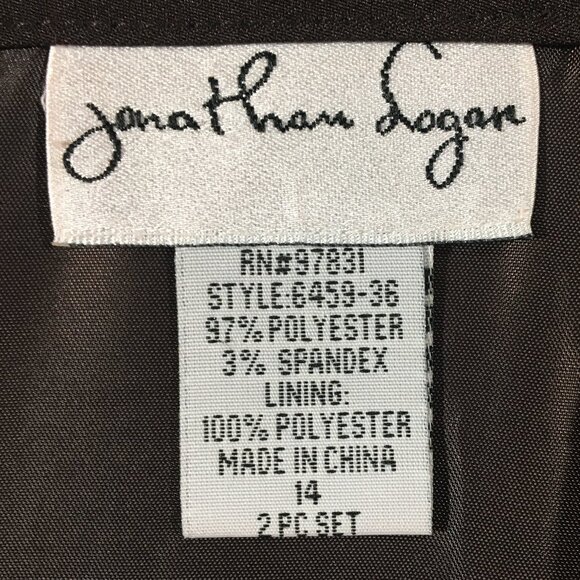 Jonathan Logan
RN#97831
STYLE:6459-36
97% POLYESTER
3% SPANDEX
LINING:
100% POLYESTER
MADE IN CHINA
14
2 PC SET